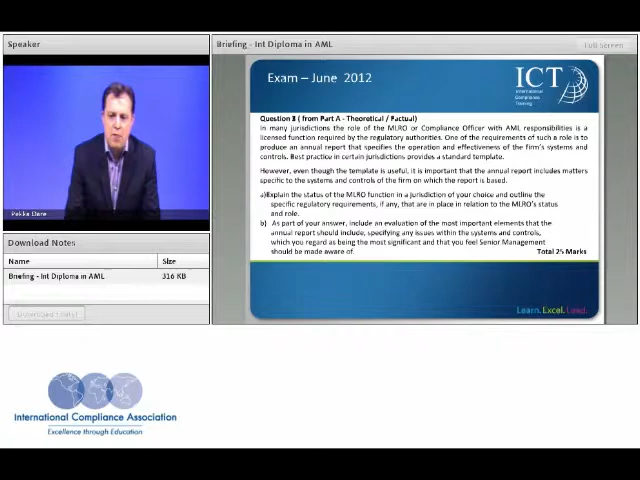 Speaker
Briefing - Int Diploma in AML
Full Screen
Exam – June 2012
ICT
International
Compliance
Training
Question 3 ( from Part A - Theoretical / Factual)
In many jurisdictions the role of the MLRO or Compliance Officer with AML responsibilities is a
licensed function required by the regulatory authorities. One of the requirements of such a role is to
produce an annual report that specifies the operation and effectiveness of the firm's systems and
controls. Best practice in certain jurisdictions provides a standard template.
However, even though the template is useful, it is important that the annual report includes matters
specific to the systems and controls of the firm on which the report is based.
a)Explain the status of the MLRO function in a jurisdiction of your choice and outline the
specific regulatory requirements, if any, that are in place in relation to the MLRO's status
and role.
b) As part of your answer, include an evaluation of the most important elements that the
annual report should include, specifying any issues within the systems and controls,
which you regard as being the most significant and that you feel Senior Management
should be made aware of. Total 25 Marks
Pekka Dare
Download Notes
Name Size
Briefing - Int Diploma in AML 316 KB
Download File(s)
Learn. Excel. Lead.
International Compliance Association
Excellence through Education